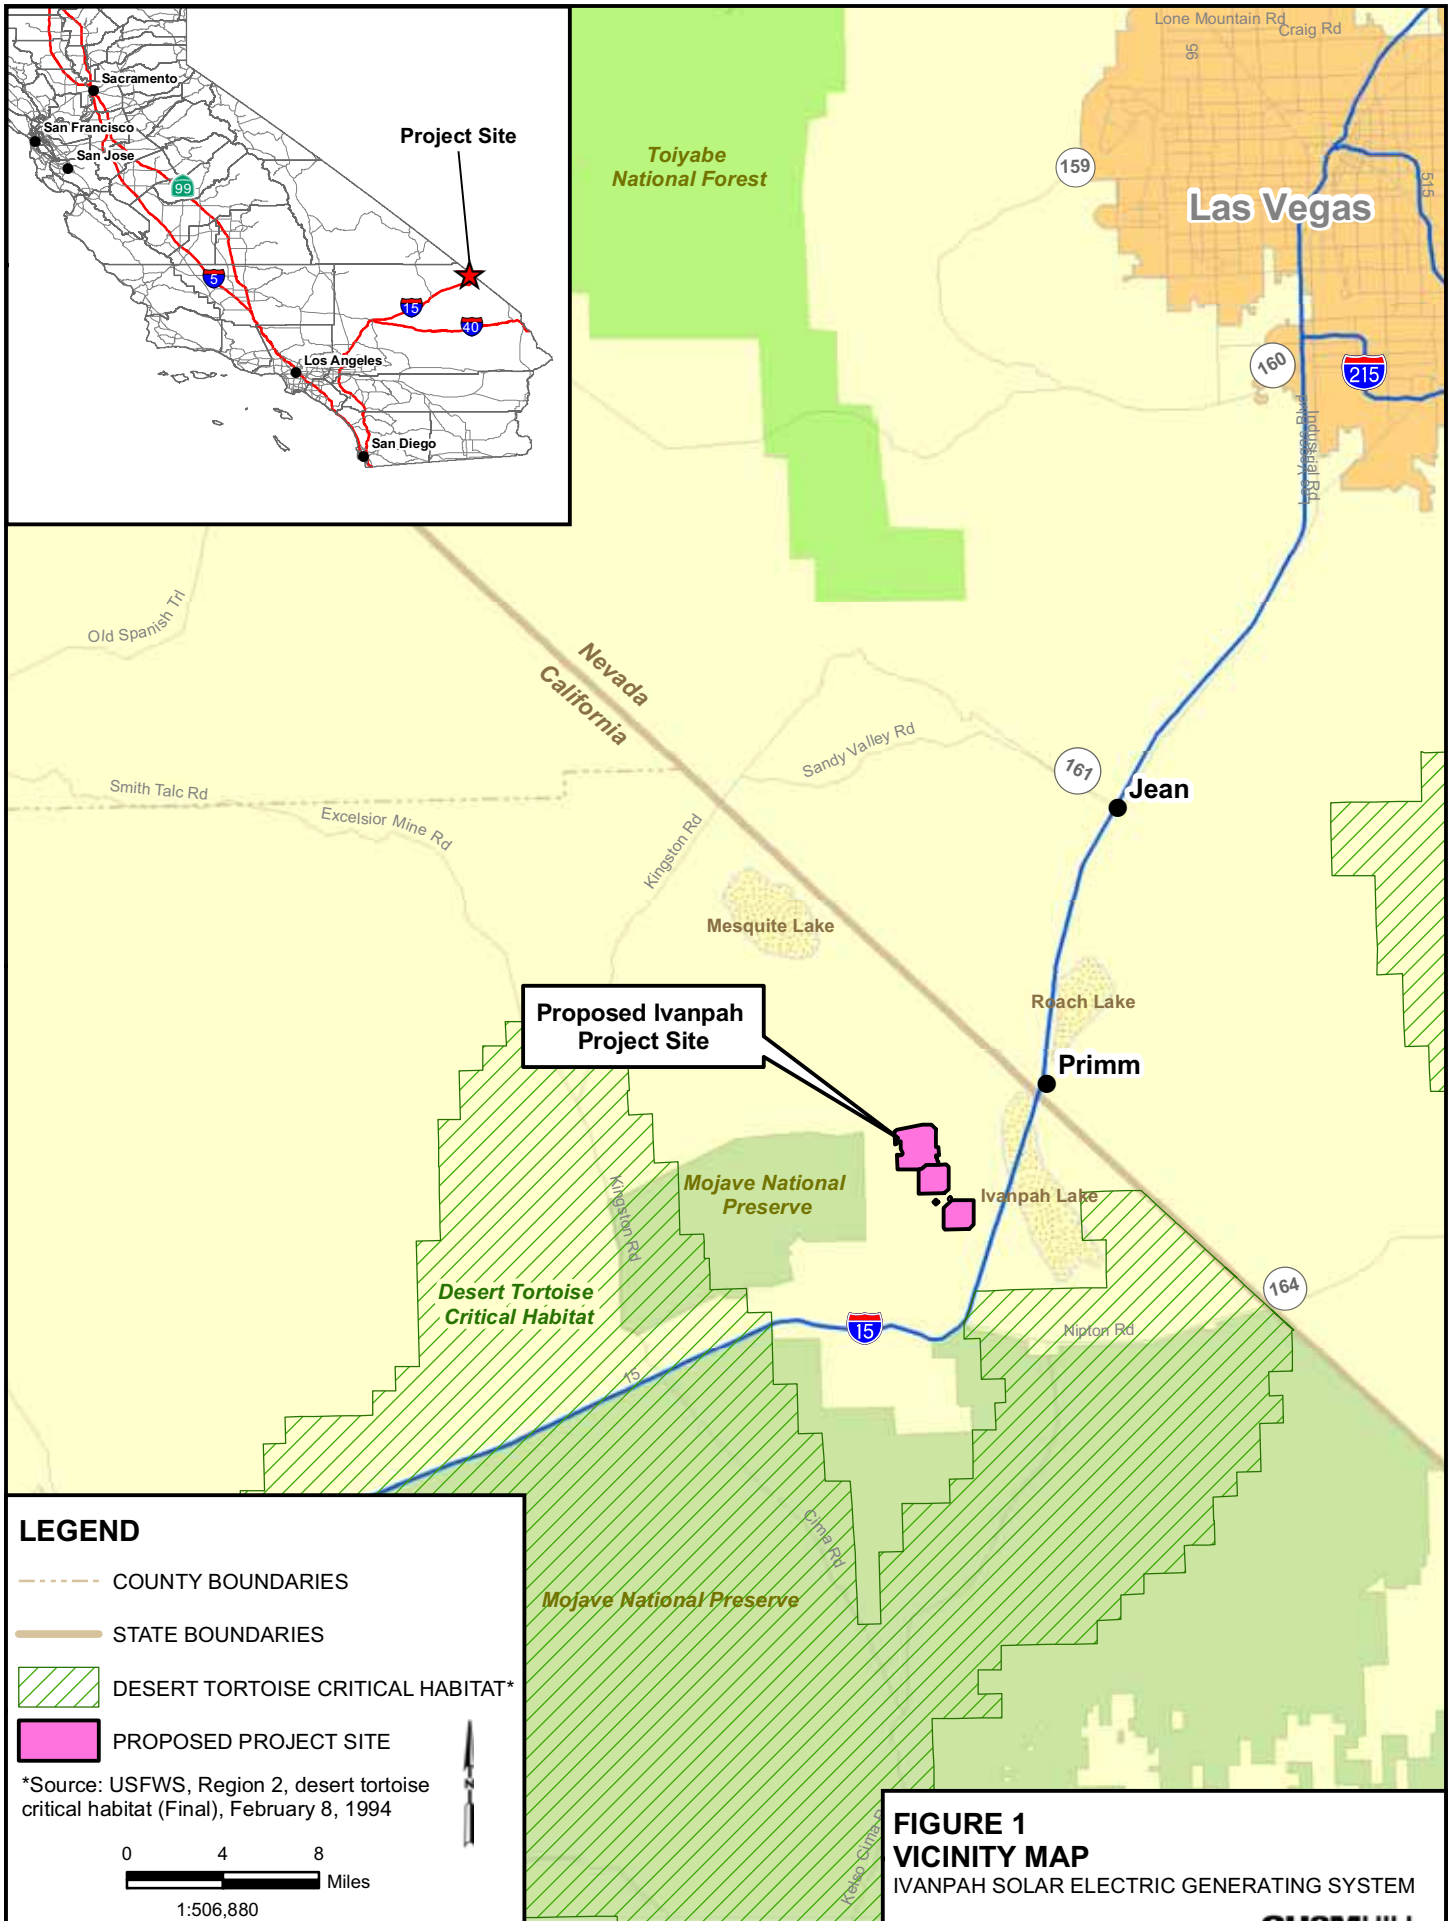 Sacramento
San Francisco
San Jose
99
5
15
40
Los Angeles
San Diego
Project Site
Toiyabe
National Forest
Lone Mountain Rd
Craig Rd
95
159
Las Vegas
515
160
215
Industrial Rd
Old Spanish Trl
Nevada
California
Sandy Valley Rd
161
Jean
Smith Talc Rd
Excelsior Mine Rd
Kingston Rd
Mesquite Lake
Roach Lake
Proposed Ivanpah
Project Site
Primm
Mojave National
Preserve
Ivanpah Lake
Kingston Rd
Desert Tortoise
Critical Habitat
164
15
Nipton Rd
15
Cima Rd
Mojave National Preserve
Kelso Cima
LEGEND
COUNTY BOUNDARIES
STATE BOUNDARIES
DESERT TORTOISE CRITICAL HABITAT*
PROPOSED PROJECT SITE
*Source: USFWS, Region 2, desert tortoise
critical habitat (Final), February 8, 1994
N
0 4 8
Miles
1:506,880
FIGURE 1
VICINITY MAP
IVANPAH SOLAR ELECTRIC GENERATING SYSTEM